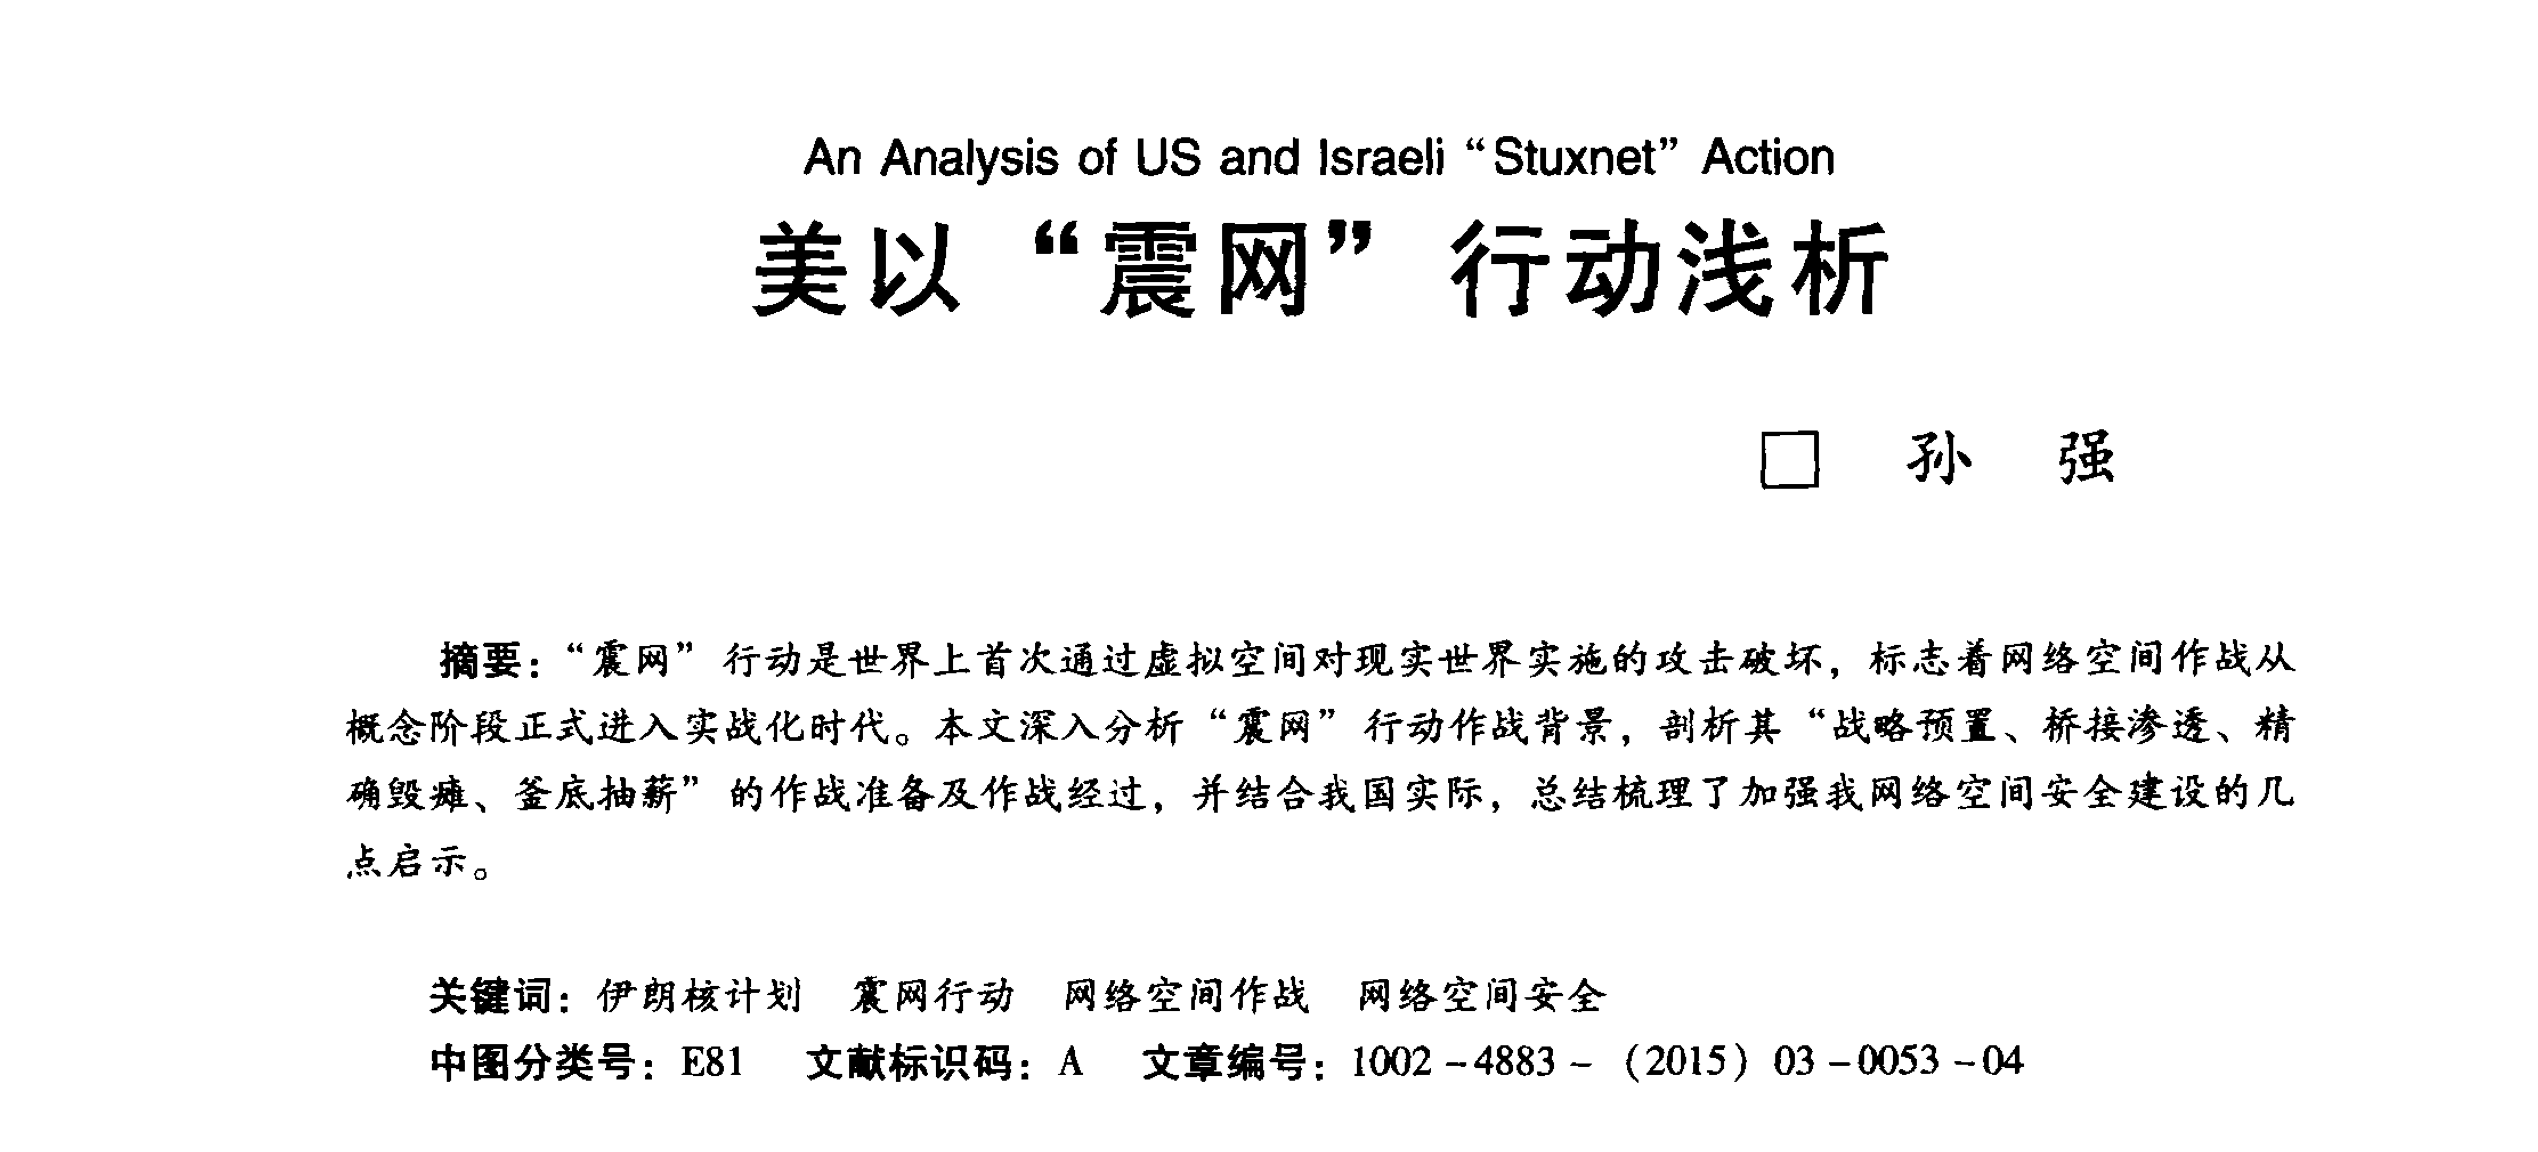 An Analysis of US and Israeli “Stuxnet” Action
美以“震网”行动浅析
□ 孙 强
摘要：“震网”行动是世界上首次通过虚拟空间对现实世界实施的攻击破坏，标志着网络空间作战从
概念阶段正式进入实战化时代。本文深入分析“震网”行动作战背景，剖析其“战略预置、桥接渗透、精
确毁瘫、釜底抽薪”的作战准备及作战经过，并结合我国实际，总结梳理了加强我网络空间安全建设的几
点启示。
关键词：伊朗核计划 震网行动 网络空间作战 网络空间安全
中图分类号：E81 文献标识码：A 文章编号：1002－4883－（2015）03－0053－04